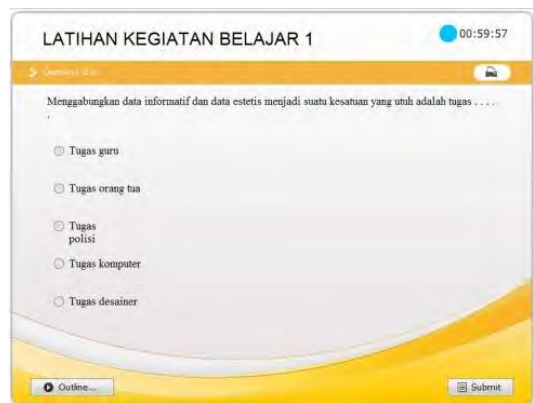 LATIHAN KEGIATAN BELAJAR 1
00:59:57
Menggabungkan data informatif dan data estetis menjadi suatu kesatuan yang utuh adalah tugas . . . .
.
Tugas guru
Tugas orang tua
Tugas
polisi
Tugas komputer
Tugas desainer
Outline...
Submit